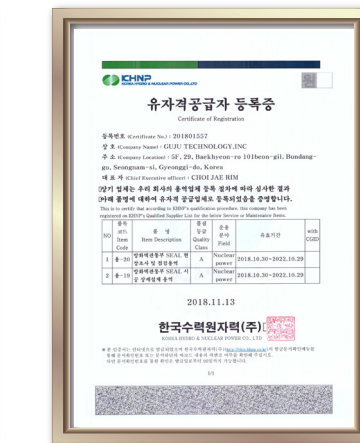 KHNP
KOREA HYDRO & NUCLEAR POWER CO., LTD
유자격공급자 등록증
Certificate of Registration
등록번호 (Certificate No.) : 201801557
상 호 (Company Name) : GUJU TECHNOLOGY,INC
주 소 (Company Location) : 5F, 29, Baekhyeon-ro 101beon-gil, Bundang-
gu, Seongnam-si, Gyeonggi-do, Korea
대 표 자 (Chief Executive officer) : CHOI JAE RIM
상기 업체는 우리 회사의 용역업체 등록 절차에 따라 심사한 결과
아래 품명에 대하여 유자격 공급업체로 등록되었음을 증명합니다.
This is to certify that according to KHNP's qualification procedure, this company has been
registered on KHNP's Qualified Supplier List for the below Service or Maintenance Items.
NO 품목 코드 Item Code 품 명 Item Description 품질 등급 Quality Class 운용 분야 Field 유효기간 with CGID
1 용-20 방화벽관통부 SEAL 현장조사 및 점검용역 A Nuclear power 2018.10.30~2022.10.29
2 용-19 방화벽관통부 SEAL 시공 상세설계 용역 A Nuclear power 2018.10.30~2022.10.29
2018.11.13
한국수력원자력(주)
KOREA HYDRO & NUCLEAR POWER CO., LTD
1/1